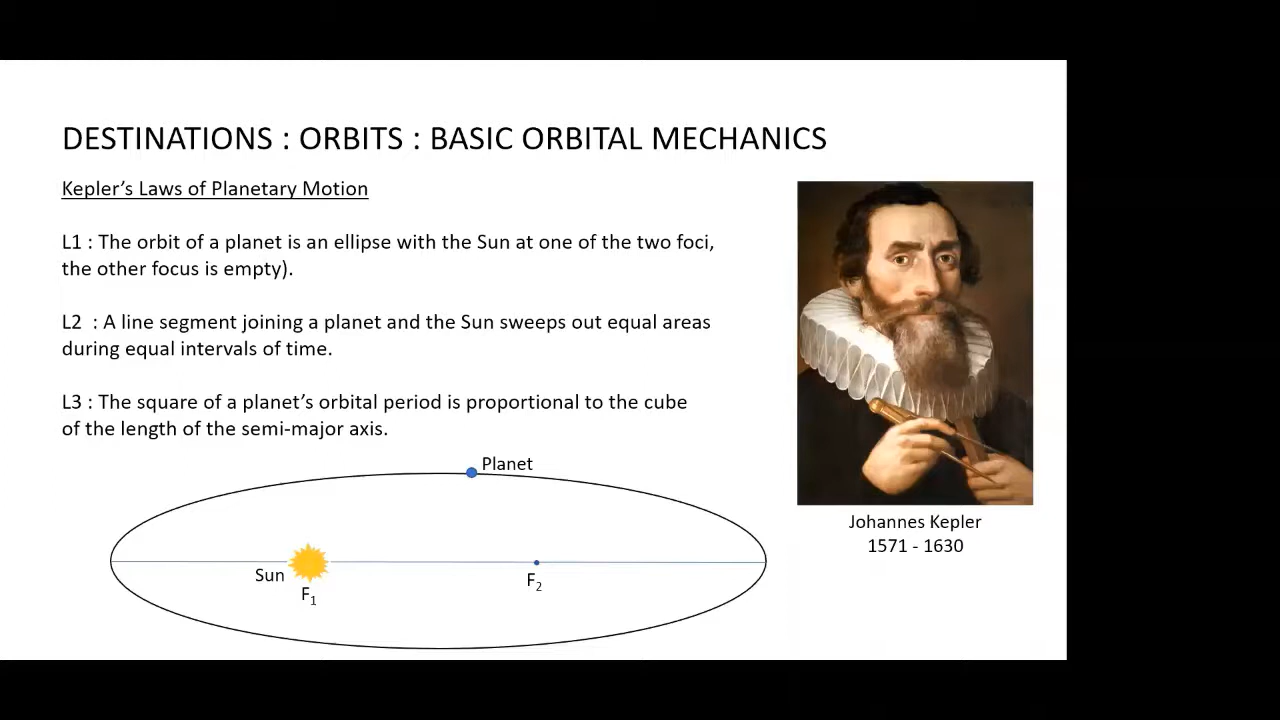 DESTINATIONS : ORBITS : BASIC ORBITAL MECHANICS
Kepler’s Laws of Planetary Motion
L1 : The orbit of a planet is an ellipse with the Sun at one of the two foci,
the other focus is empty).
L2  : A line segment joining a planet and the Sun sweeps out equal areas
during equal intervals of time.
L3 : The square of a planet’s orbital period is proportional to the cube
of the length of the semi-major axis.
Planet
Sun
F1
F2
Johannes Kepler
1571 - 1630